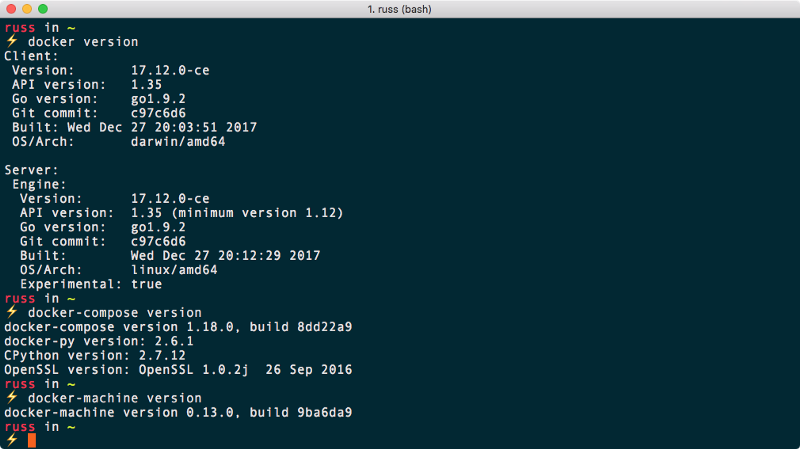 1. russ (bash)
russ in ~
⚡ docker version
Client:
 Version:       17.12.0-ce
 API version:   1.35
 Go version:    go1.9.2
 Git commit:    c97c6d6
 Built: Wed Dec 27 20:03:51 2017
 OS/Arch:       darwin/amd64

Server:
 Engine:
  Version:      17.12.0-ce
  API version:  1.35 (minimum version 1.12)
  Go version:   go1.9.2
  Git commit:   c97c6d6
  Built:        Wed Dec 27 20:12:29 2017
  OS/Arch:      linux/amd64
  Experimental: true
russ in ~
⚡ docker-compose version
docker-compose version 1.18.0, build 8dd22a9
docker-py version: 2.6.1
CPython version: 2.7.12
OpenSSL version: OpenSSL 1.0.2j  26 Sep 2016
russ in ~
⚡ docker-machine version
docker-machine version 0.13.0, build 9ba6da9
russ in ~
⚡